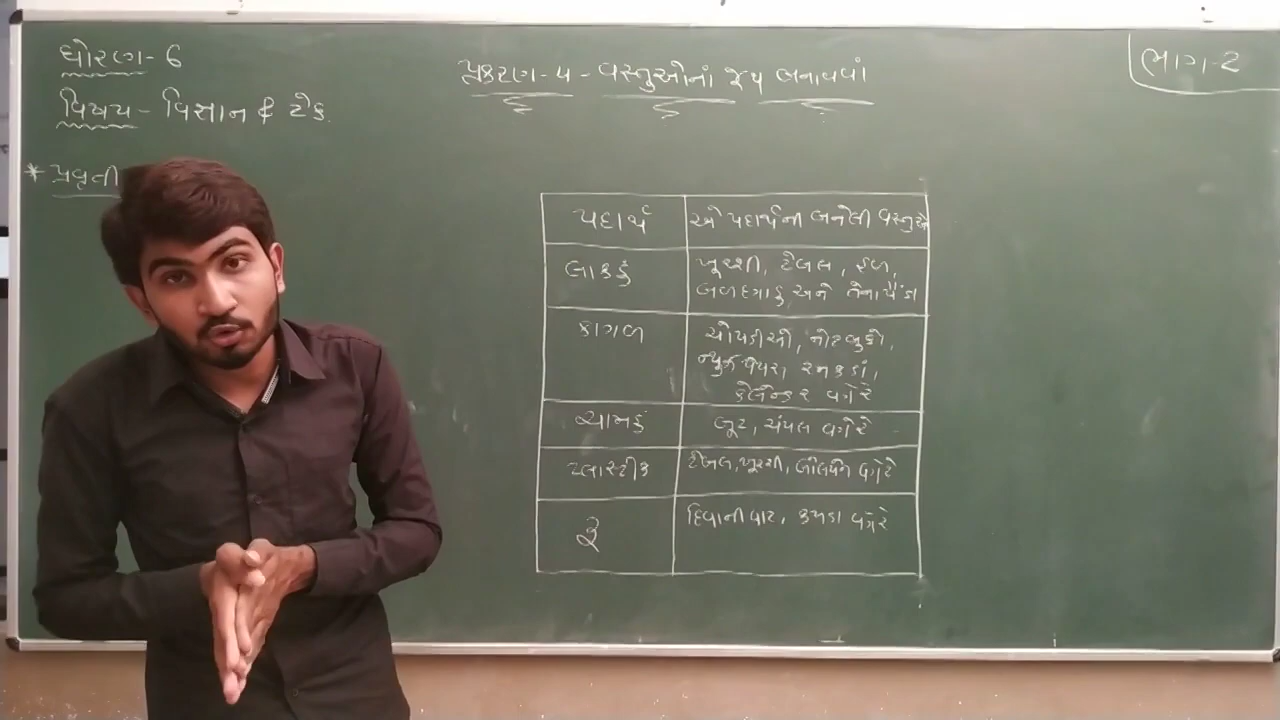 ધોરણ- 6
વિષય- વિજ્ઞાન & ટેક.
* પ્રવૃતી
પ્રકરણ-4 - વસ્તુઓનાં જૂથ બનાવવાં
ભાગ-2
પદાર્થ
એ પદાર્થની બનેલી વસ્તુઓ
લાકડું
ખૂરશી, ટેબલ, હળ,
બળદગાડુ અને તેના પૈંડા
કાગળ
ચોપડીઓ, નોટબુકો,
ન્યુઝ પેપર, રમકડાં,
કેલેન્ડર વગેરે
ચામડું
બૂટ, ચંપલ વગેરે
પ્લાસ્ટીક
ટેબલ, ખૂરશી, બોલપેન વગેરે
રૂ
દિવાની વાટ, કપડા વગેરે